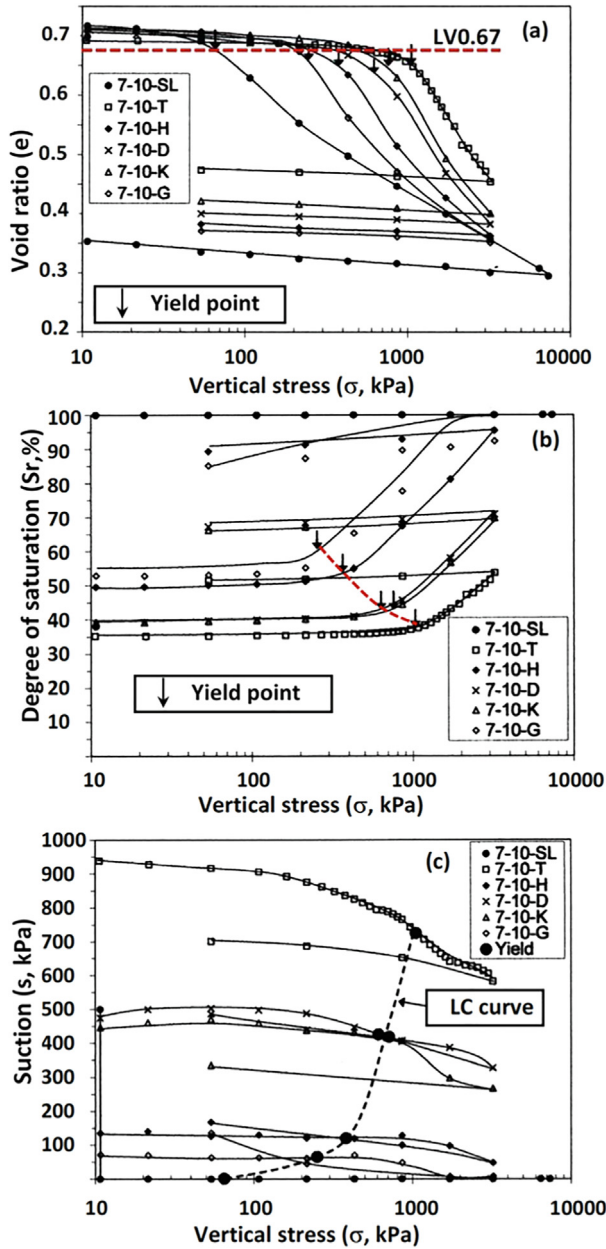 (a)
LV0.67
0.7
0.6
0.5
0.4
0.3
0.2
Void ratio (e)
7-10-SL
7-10-T
7-10-H
7-10-D
7-10-K
7-10-G
Yield point
10
100
1000
10000
Vertical stress (σ, kPa)
(b)
100
90
80
70
60
50
40
30
20
10
Degree of saturation (Sr,%)
7-10-SL
7-10-T
7-10-H
7-10-D
7-10-K
7-10-G
Yield point
10
100
1000
10000
Vertical stress (σ, kPa)
(c)
1000
900
800
700
600
500
400
300
200
100
Suction (s, kPa)
7-10-SL
7-10-T
7-10-H
7-10-D
7-10-K
7-10-G
Yield
LC curve
10
100
1000
10000
Vertical stress (σ, kPa)